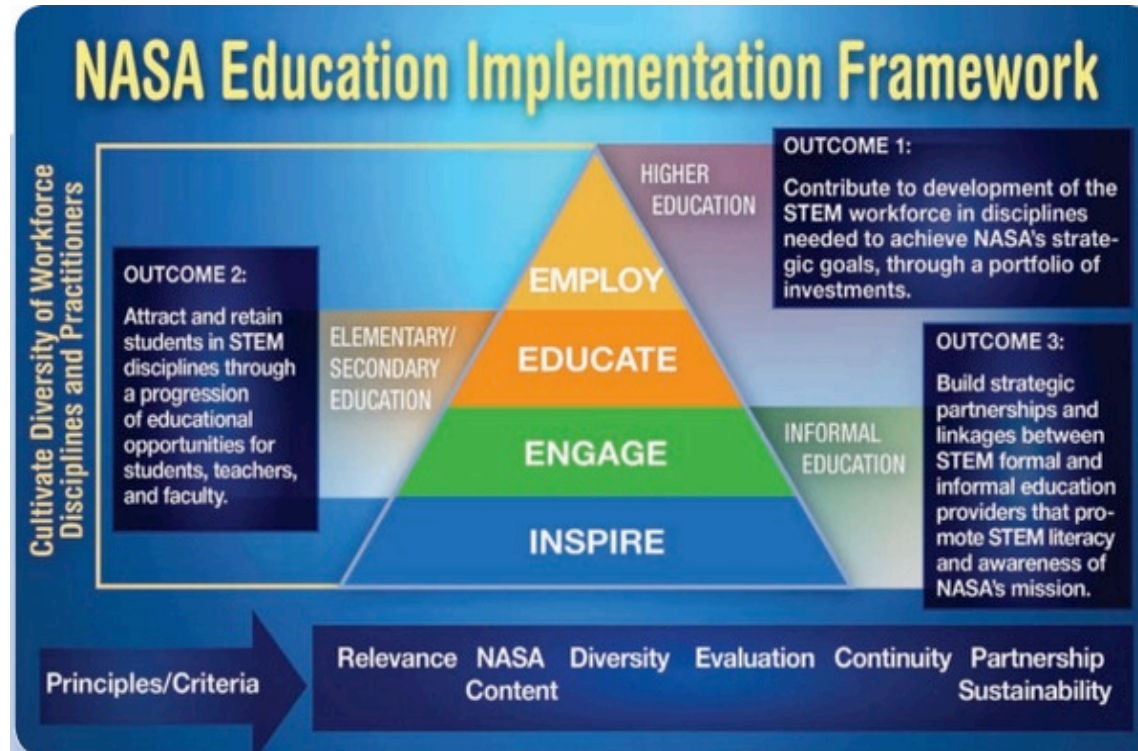 NASA Education Implementation Framework
Cultivate Diversity of Workforce
Disciplines and Practitioners
OUTCOME 2:
Attract and retain
students in STEM
disciplines through
a progression
of educational
opportunities for
students, teachers,
and faculty.
ELEMENTARY/
SECONDARY
EDUCATION
EMPLOY
EDUCATE
ENGAGE
INSPIRE
HIGHER
EDUCATION
OUTCOME 1:
Contribute to development of the
STEM workforce in disciplines
needed to achieve NASA's strate-
gic goals, through a portfolio of
investments.
INFORMAL
EDUCATION
OUTCOME 3:
Build strategic
partnerships and
linkages between
STEM formal and
informal education
providers that pro-
mote STEM literacy
and awareness of
NASA's mission.
Principles/Criteria
Relevance NASA Diversity Evaluation Continuity Partnership
Content Sustainability